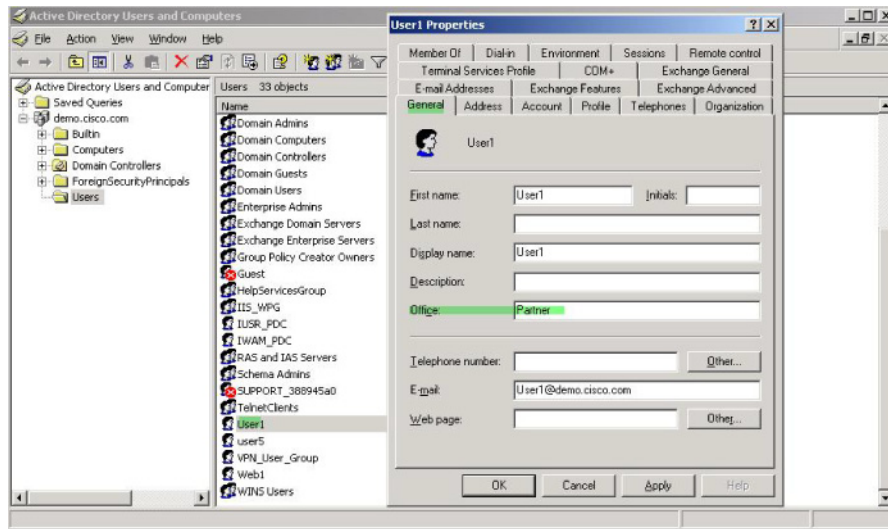 Active Directory Users and Computers
File Action View Window Help
Active Directory Users and Computer
Saved Queries
demo.cisco.com
Builtin
Computers
Domain Controllers
ForeignSecurityPrincipals
Users
Users 33 objects
Name
Domain Admins
Domain Computers
Domain Controllers
Domain Guests
Domain Users
Enterprise Admins
Exchange Domain Servers
Exchange Enterprise Servers
Group Policy Creator Owners
Guest
HelpServicesGroup
IIS_WPG
IUSR_PDC
IWAM_PDC
RAS and IAS Servers
Schema Admins
SUPPORT_388945a0
TelnetClients
User1
user5
VPN_User_Group
Web1
WINS Users
User1 Properties
Member Of Dial-in Environment Sessions Remote control
Terminal Services Profile COM+ Exchange General
E-mail Addresses Exchange Features Exchange Advanced
General Address Account Profile Telephones Organization
User1
First name: User1 Initials:
Last name:
Display name: User1
Description:
Office: Partner
Telephone number: Other...
E-mail: User1@demo.cisco.com
Web page: Other...
OK Cancel Apply Help